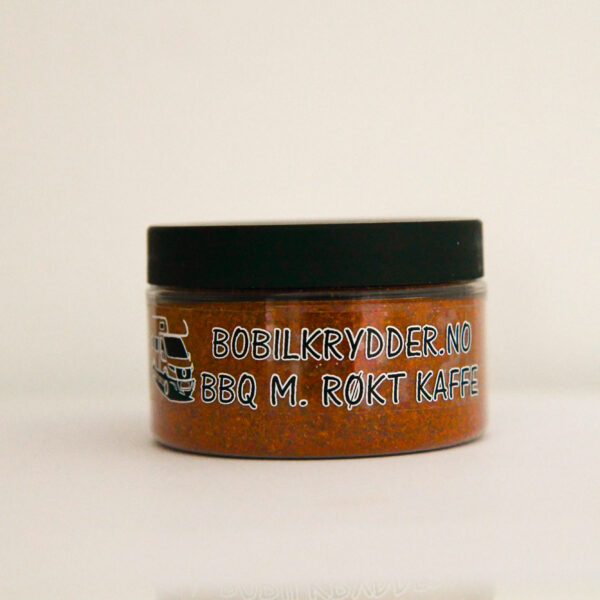 BOBILKRYDDER.NO
BBQ M. RØKT KAFFE